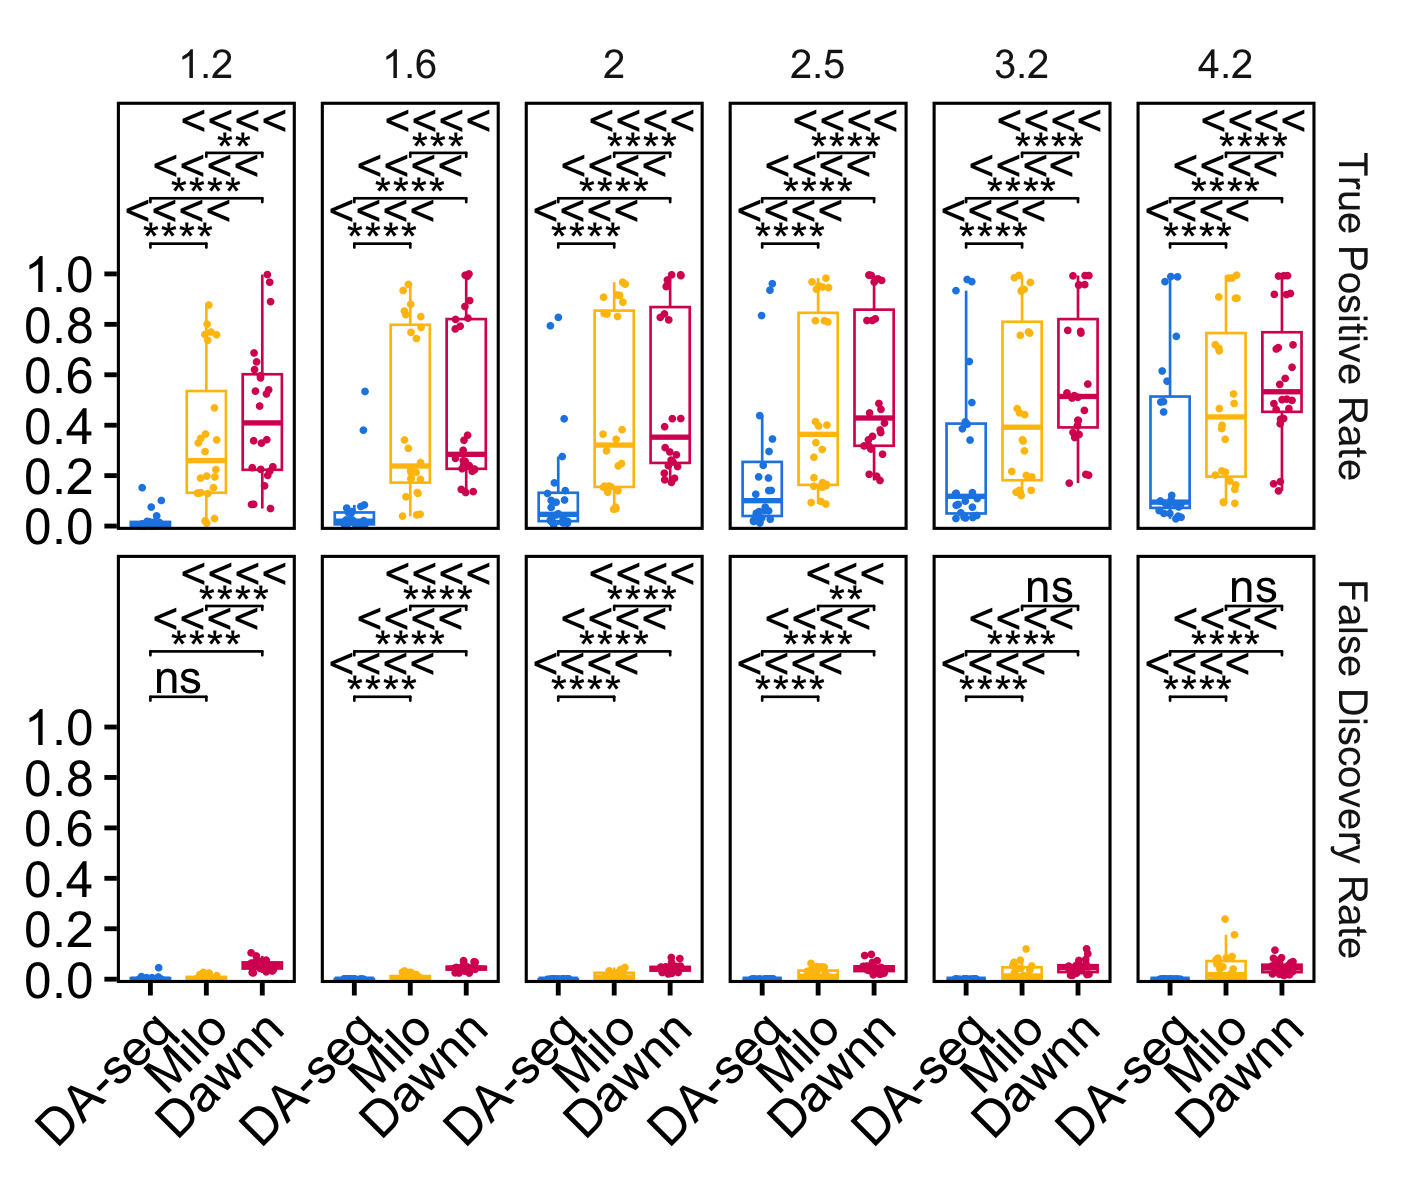 1.2 1.6 2 2.5 3.2 4.2
<<<< <<<< <<<< <<<< <<<< <<<<
** *** **** **** **** ****
<<<< <<<< <<<< <<<< <<<< <<<<
**** **** **** **** **** ****
<<<< <<<< <<<< <<<< <<<< <<<<
**** **** **** **** **** ****
1.0
0.8
0.6
0.4
0.2
0.0
True Positive Rate
<<<< <<<< <<<< <<< ns ns
**** **** **** **
<<<< <<<< <<<< <<<< <<<< <<<<
**** **** **** **** **** ****
ns <<<< <<<< <<<< <<<< <<<<
**** **** **** **** ****
1.0
0.8
0.6
0.4
0.2
0.0
False Discovery Rate
DA-seq Milo Dawnn DA-seq Milo Dawnn DA-seq Milo Dawnn DA-seq Milo Dawnn DA-seq Milo Dawnn DA-seq Milo Dawnn